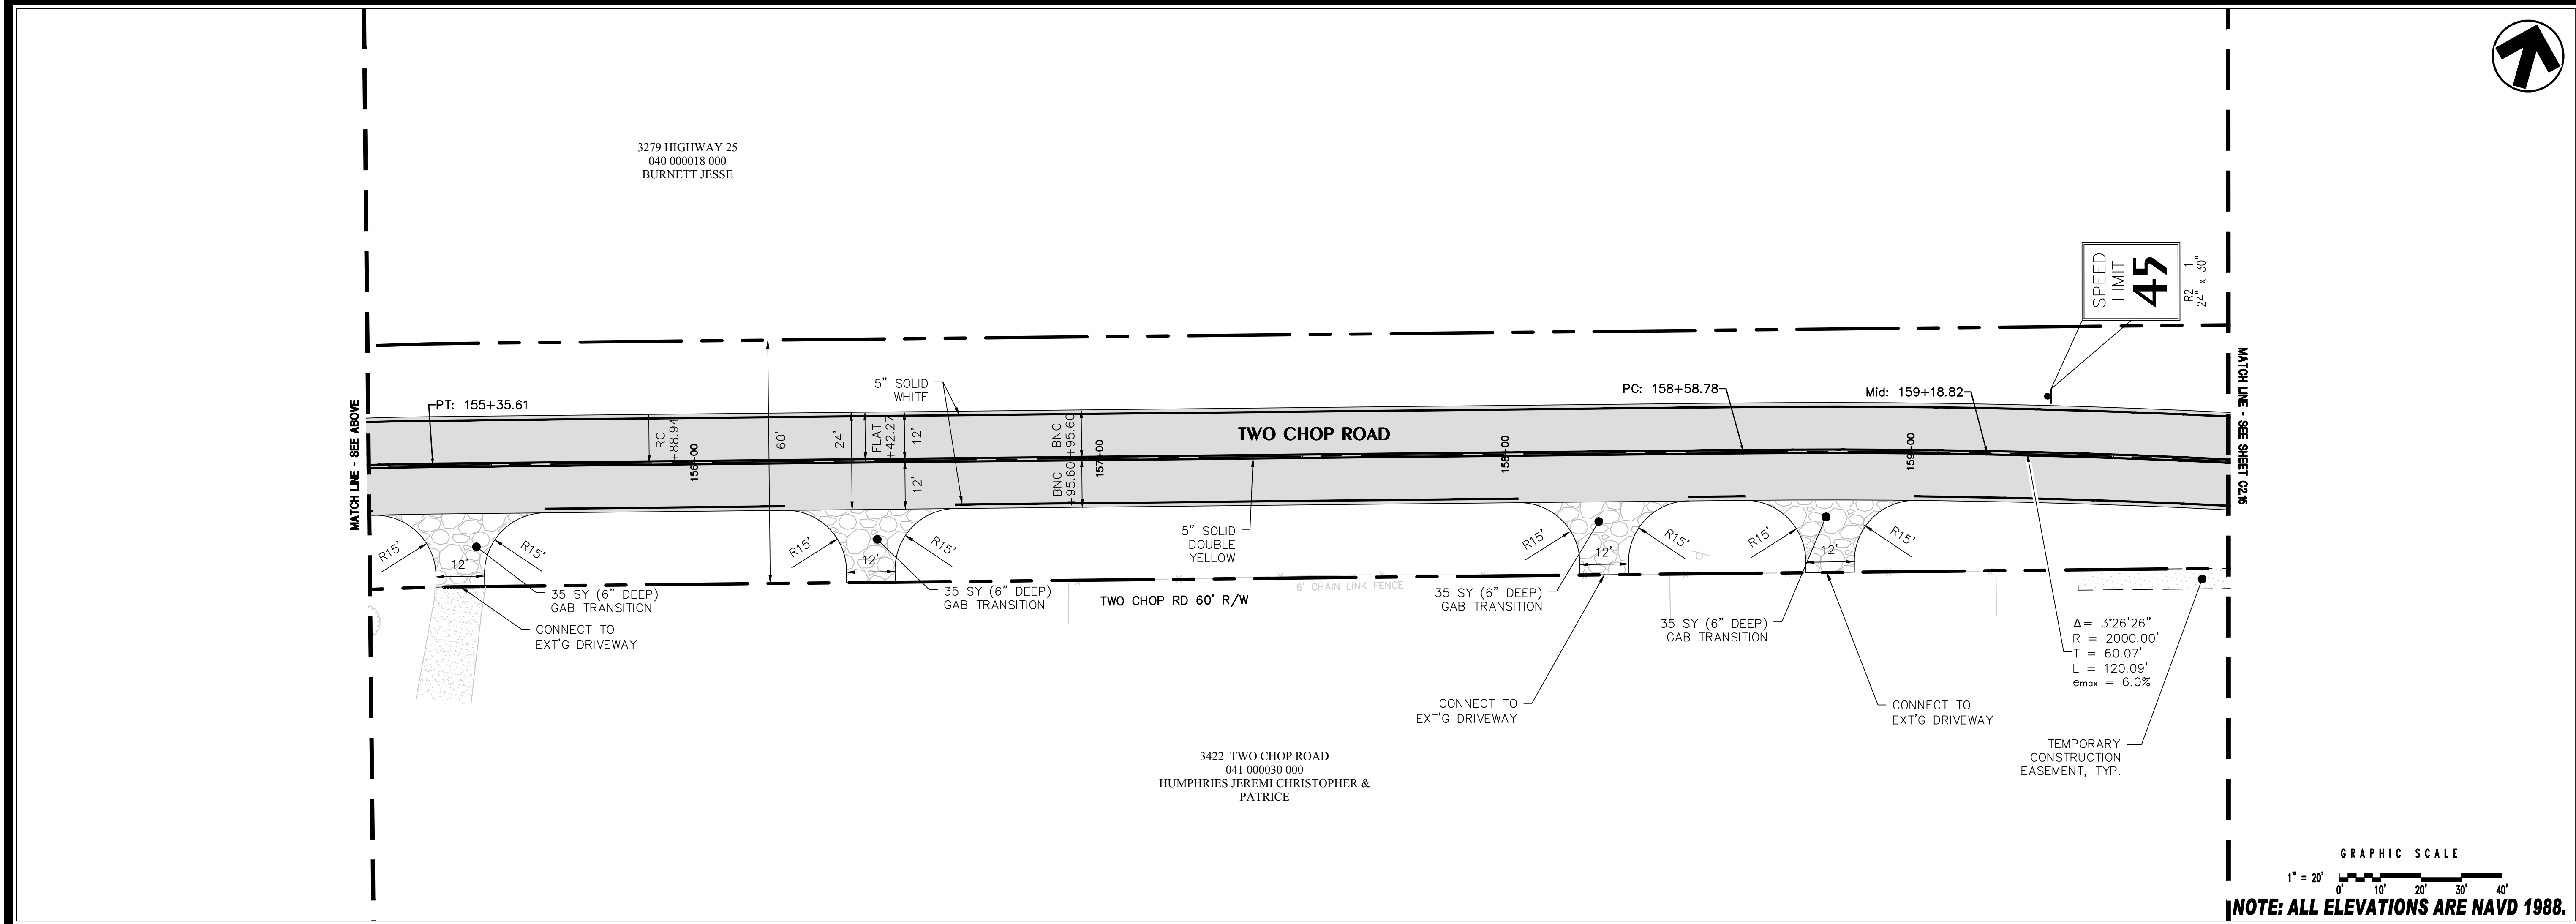 3279 HIGHWAY 25
040 000018 000
BURNETT JESSE
SPEED
LIMIT
45
R2 - 1
24" x 30"
MATCH LINE - SEE ABOVE
MATCH LINE - SEE SHEET C2.15
PT: 155+35.61
5" SOLID
WHITE
PC: 158+58.78
Mid: 159+18.82
RC
+88.94
156+00
60'
24'
FLAT
+42.27
12'
12'
BNC
+95.60
BNC
+95.60
157+00
TWO CHOP ROAD
158+00
159+00
R15'
12'
R15'
R15'
12'
R15'
5" SOLID
DOUBLE
YELLOW
R15'
12'
R15'
R15'
12'
R15'
35 SY (6" DEEP)
GAB TRANSITION
CONNECT TO
EXT'G DRIVEWAY
35 SY (6" DEEP)
GAB TRANSITION
TWO CHOP RD 60' R/W
6' CHAIN LINK FENCE
35 SY (6" DEEP)
GAB TRANSITION
35 SY (6" DEEP)
GAB TRANSITION
Δ= 3°26'26"
R = 2000.00'
T = 60.07'
L = 120.09'
emax = 6.0%
CONNECT TO
EXT'G DRIVEWAY
CONNECT TO
EXT'G DRIVEWAY
TEMPORARY
CONSTRUCTION
EASEMENT, TYP.
3422 TWO CHOP ROAD
041 000030 000
HUMPHRIES JEREMI CHRISTOPHER &
PATRICE
GRAPHIC SCALE
1" = 20'
0' 10' 20' 30' 40'
NOTE: ALL ELEVATIONS ARE NAVD 1988.